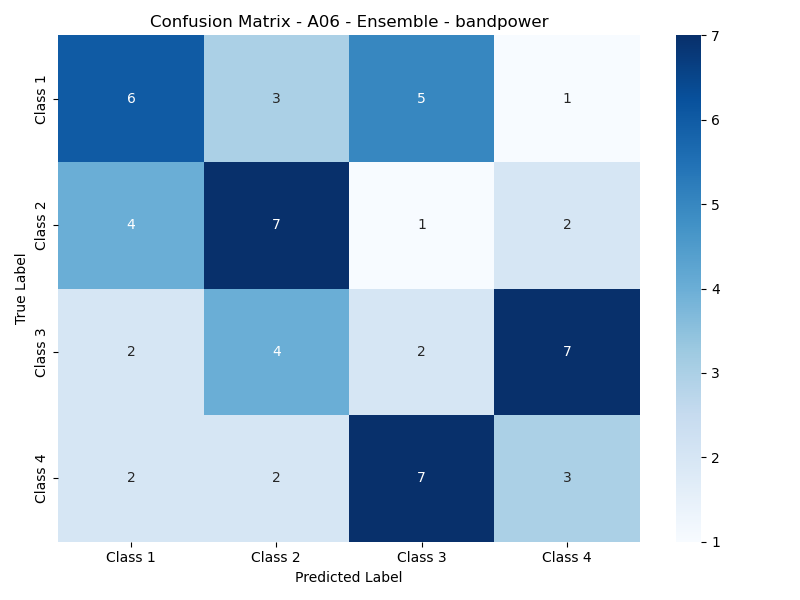 Confusion Matrix - A06 - Ensemble - bandpower
True Label
Class 1
6 3 5 1
Class 2
4 7 1 2
Class 3
2 4 2 7
Class 4
2 2 7 3
Class 1 Class 2 Class 3 Class 4
Predicted Label
7
6
5
4
3
2
1